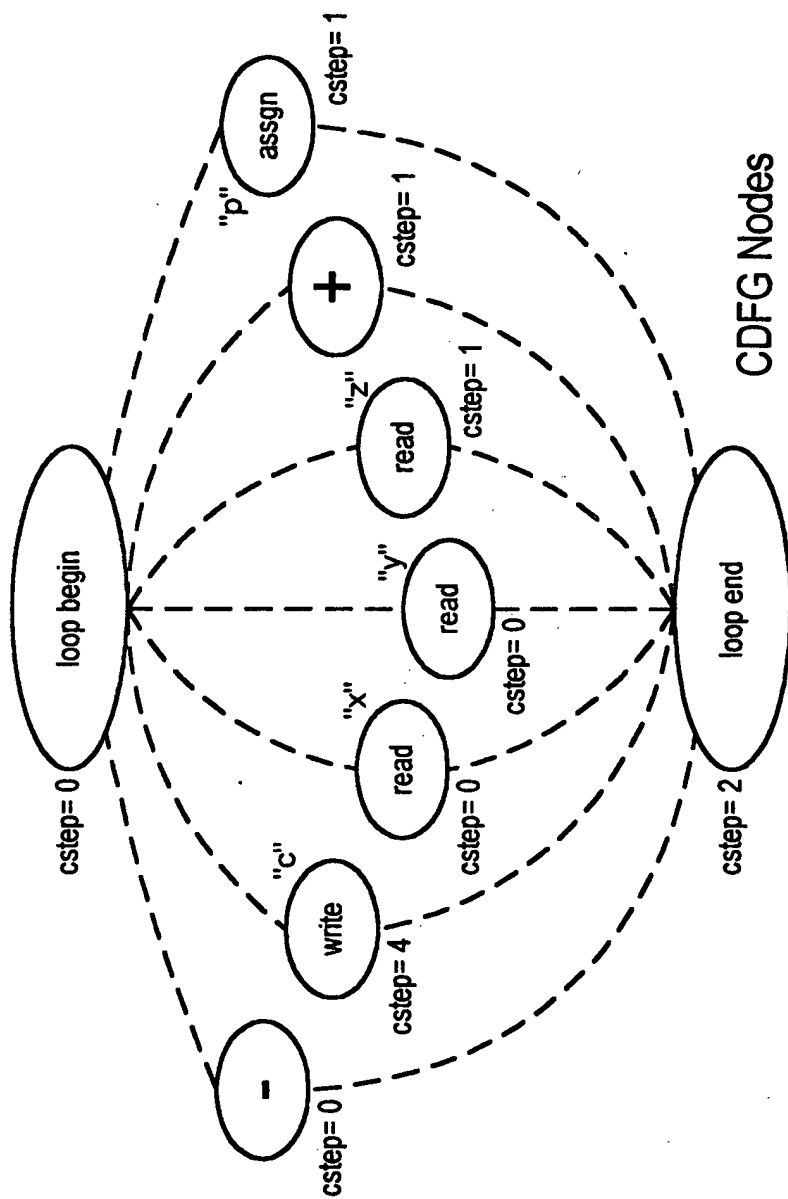 loop begin
cstep= 0
-
cstep= 0
"c"
write
cstep= 4
"x"
read
cstep= 0
"y"
read
cstep= 0
"z"
read
cstep= 1
+
cstep= 1
"p"
assgn
cstep= 1
loop end
cstep= 2
CDFG Nodes